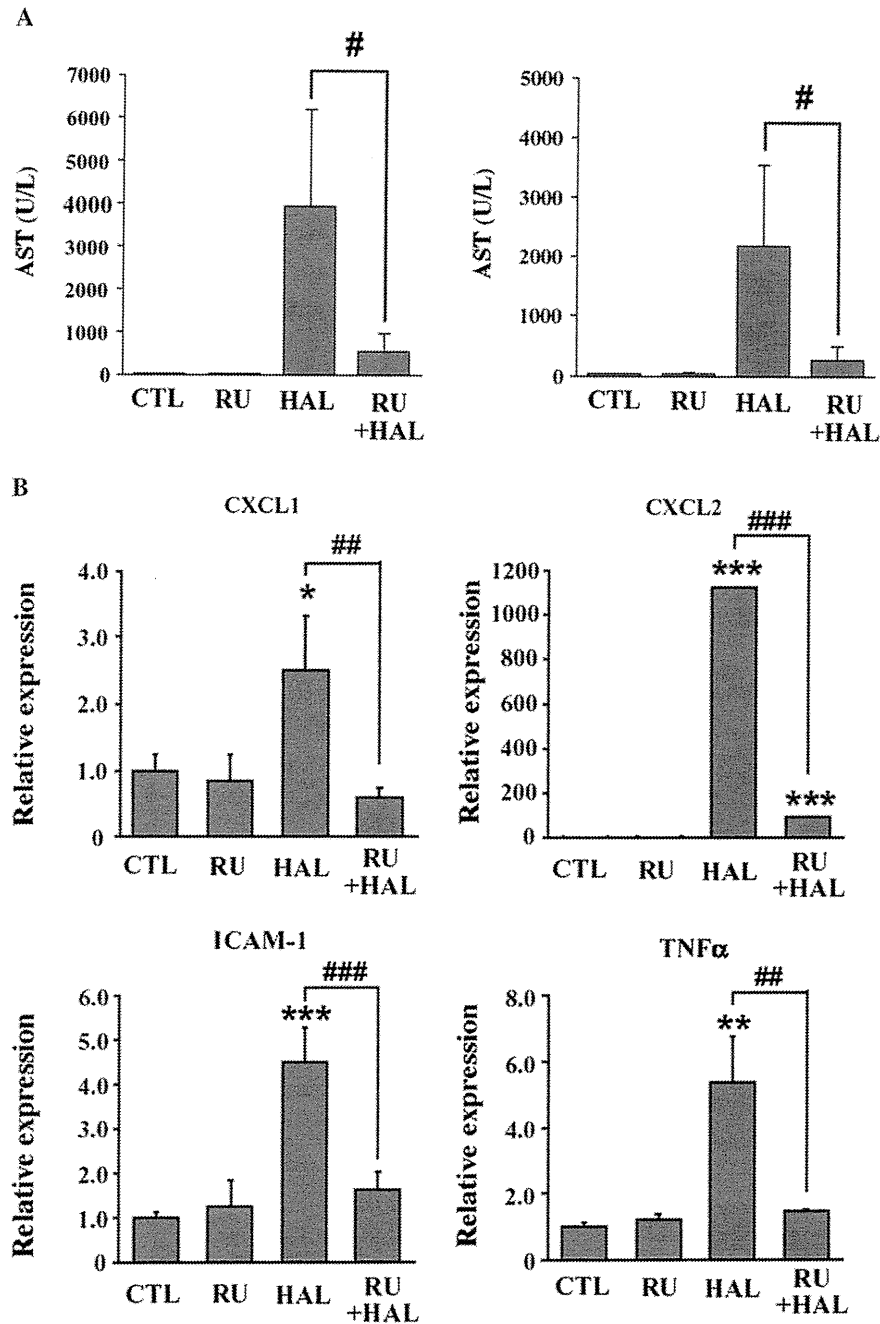 A
#
7000
6000
5000
4000
3000
2000
1000
0
AST (U/L)
CTL RU HAL RU
+HAL
#
5000
4000
3000
2000
1000
0
AST (U/L)
CTL RU HAL RU
+HAL
B
CXCL1
##
*
4.0
3.0
2.0
1.0
0
Relative expression
CTL RU HAL RU
+HAL
CXCL2
###
***
***
1200
1000
800
600
400
200
0
Relative expression
CTL RU HAL RU
+HAL
ICAM-1
###
***
6.0
5.0
4.0
3.0
2.0
1.0
0
Relative expression
CTL RU HAL RU
+HAL
TNFα
##
**
8.0
6.0
4.0
2.0
0
Relative expression
CTL RU HAL RU
+HAL